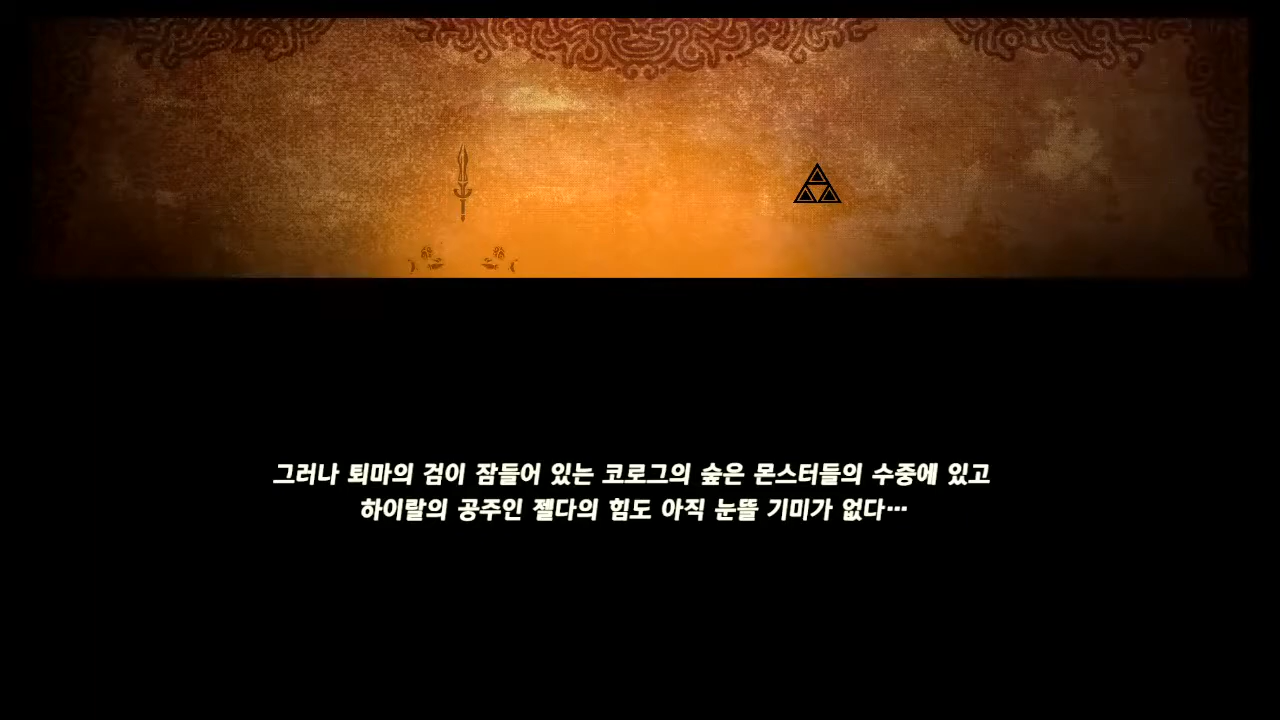 그러나 퇴마의 검이 잠들어 있는 코로그의 숲은 몬스터들의 수중에 있고
하이랄의 공주인 젤다의 힘도 아직 눈뜰 기미가 없다…